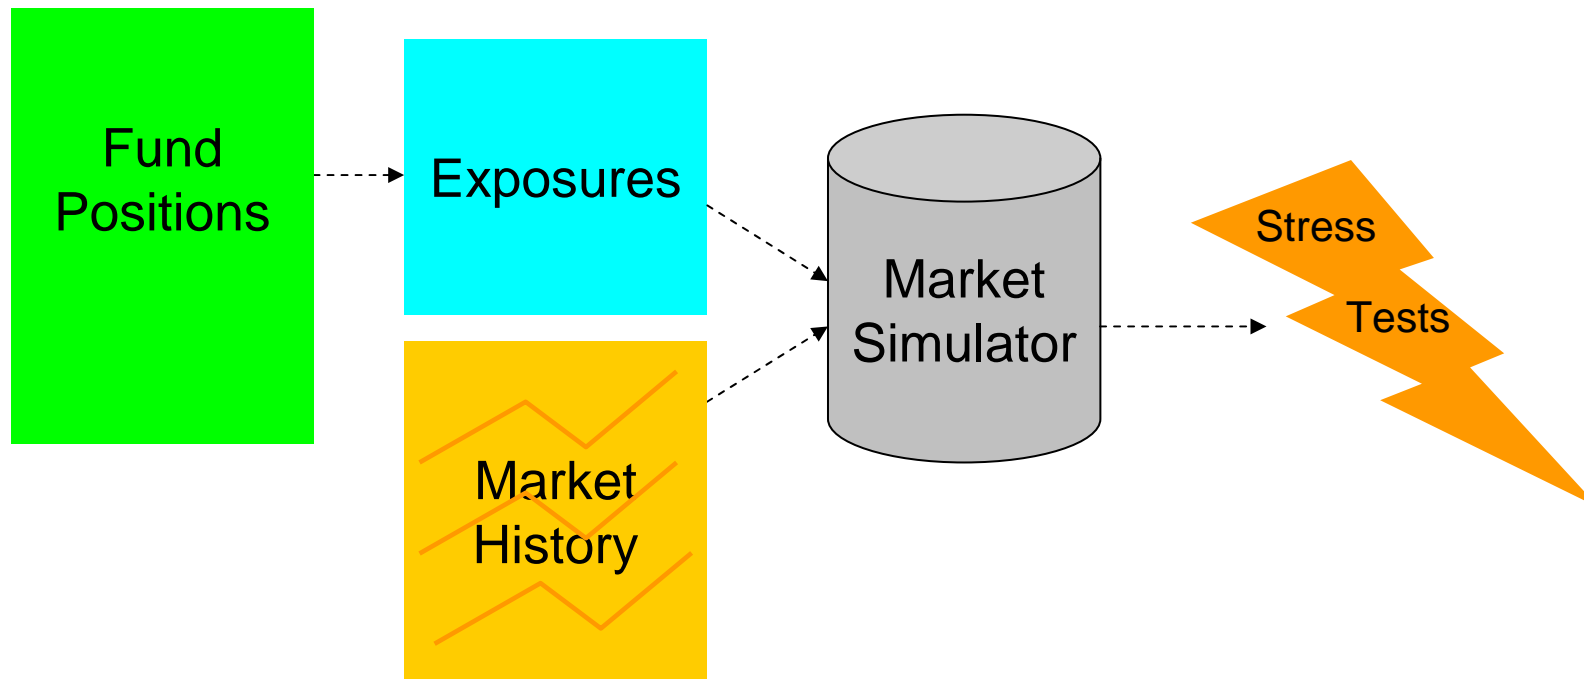 Fund
Positions
Exposures
Market
History
Market
Simulator
Stress
Tests